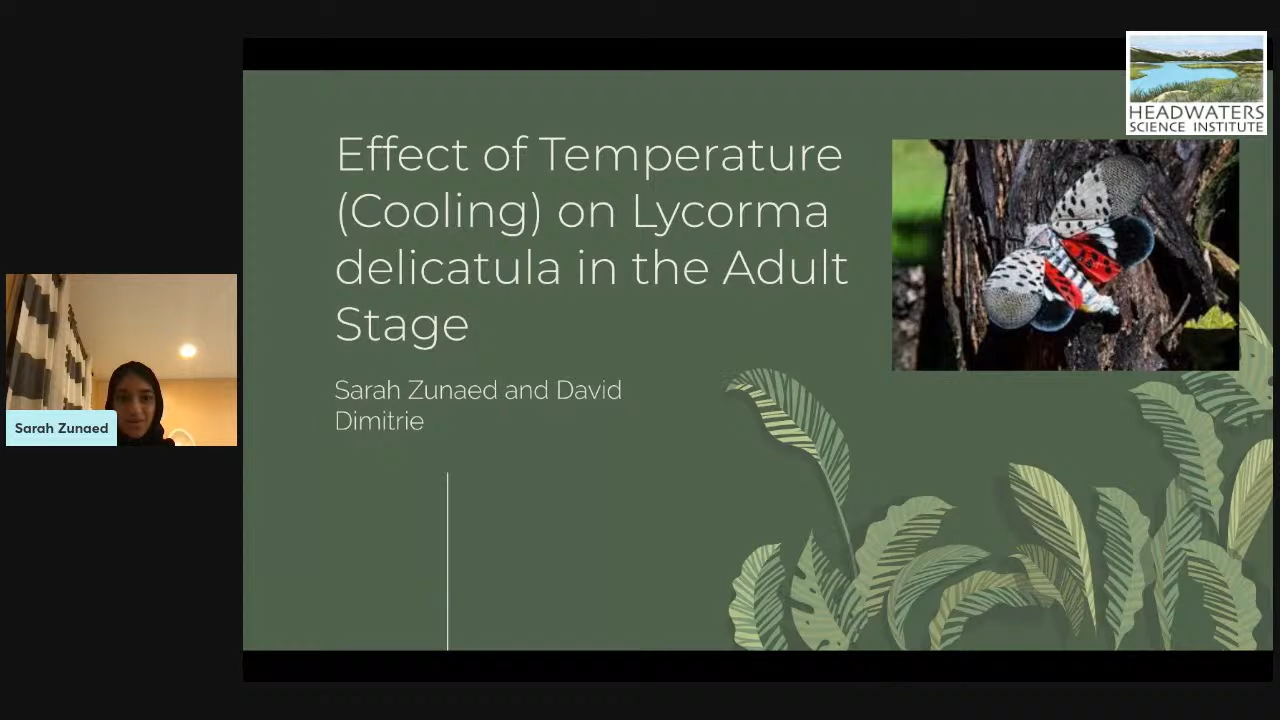 HEADWATERS
SCIENCE INSTITUTE
Effect of Temperature
(Cooling) on Lycorma
delicatula in the Adult
Stage
Sarah Zunaed and David
Dimitrie
Sarah Zunaed